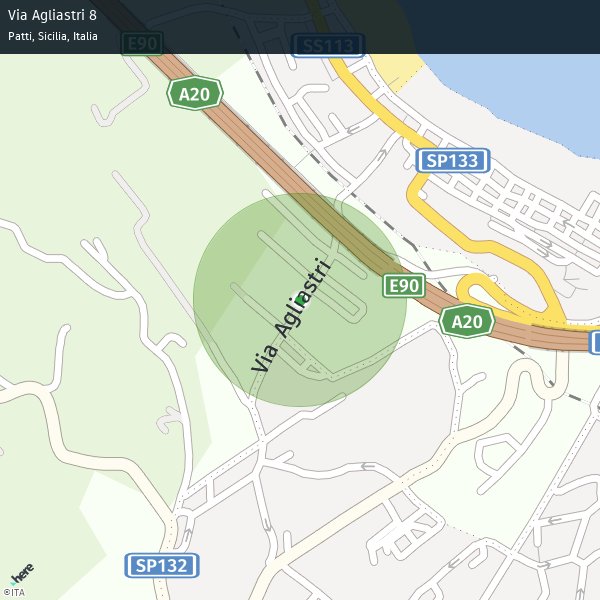 Via Agliastri 8
Patti, Sicilia, Italia
E90
SS113
A20
SP133
Via Agliastri
E90
A20
SP132
here
©ITA